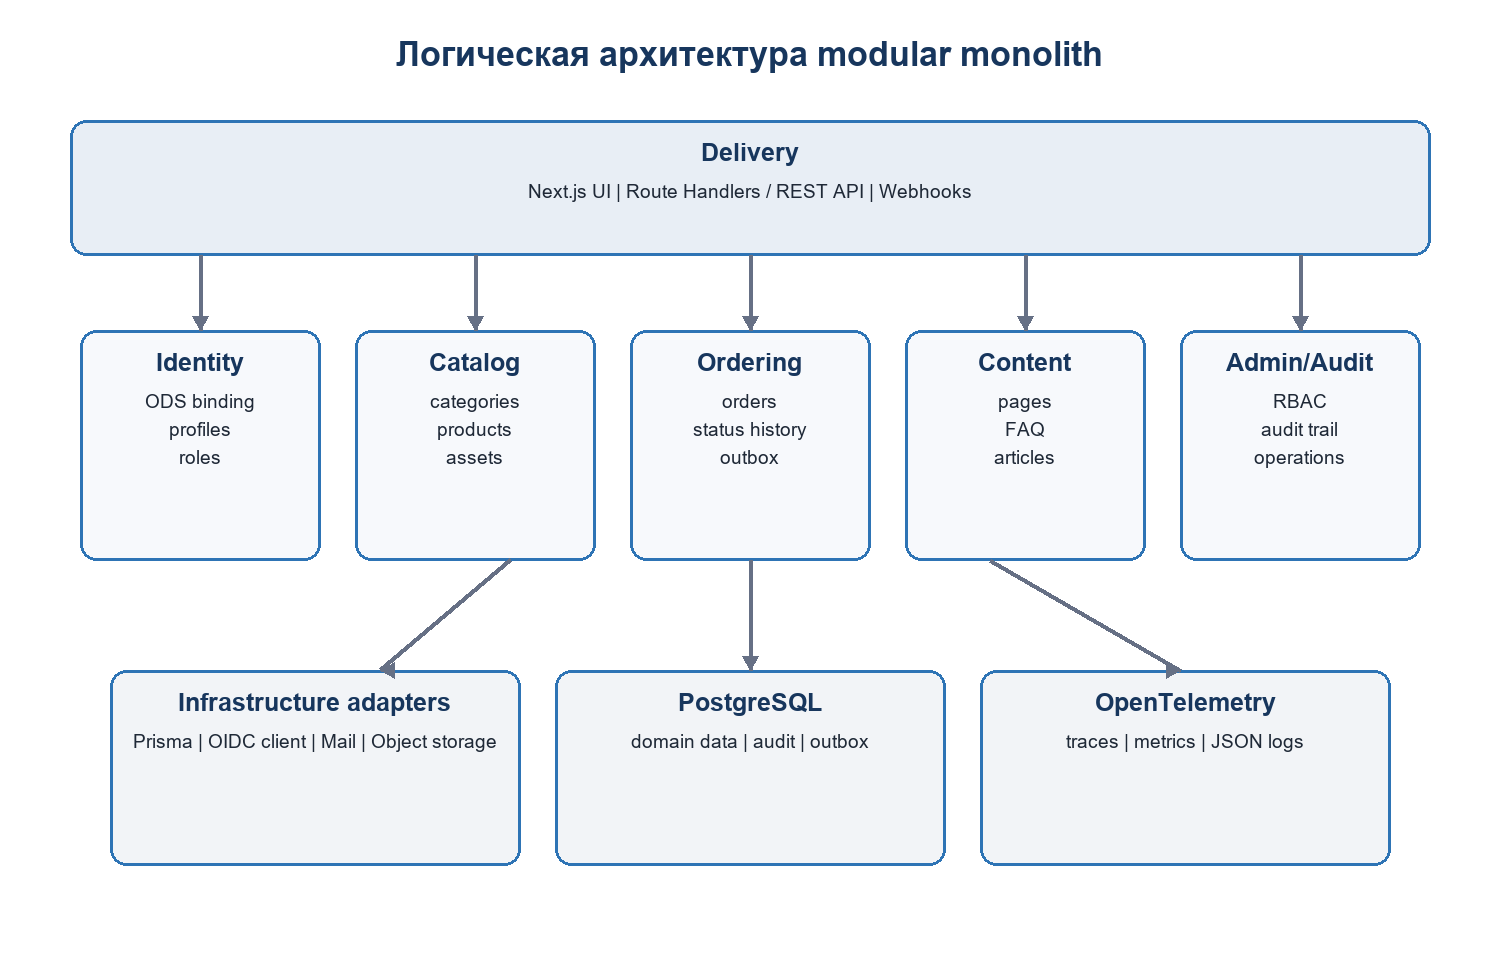 Логическая архитектура modular monolith
Delivery
Next.js UI | Route Handlers / REST API | Webhooks
Identity
ODS binding
profiles
roles
Catalog
categories
products
assets
Ordering
orders
status history
outbox
Content
pages
FAQ
articles
Admin/Audit
RBAC
audit trail
operations
Infrastructure adapters
Prisma | OIDC client | Mail | Object storage
PostgreSQL
domain data | audit | outbox
OpenTelemetry
traces | metrics | JSON logs